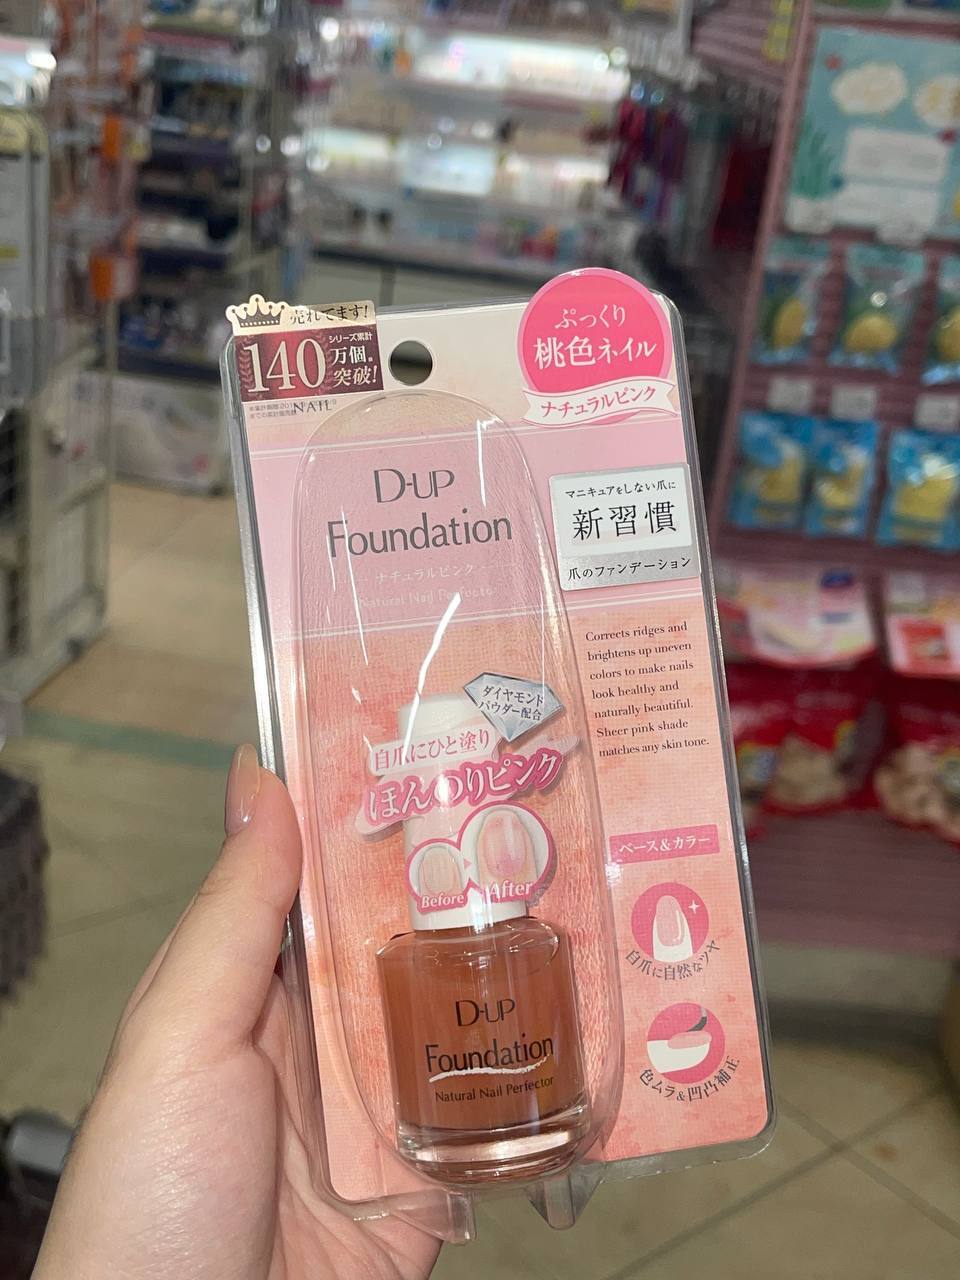 売れてます!
シリーズ累計
140万個※突破!
NAIL
ぷっくり
桃色ネイル
ナチュラルピンク
D-UP
Foundation
ナチュラルピンク
Natural Nail Perfector
マニキュアをしない爪に
新習慣
爪のファンデーション
Corrects ridges and
brightens up uneven
colors to make nails
look healthy and
naturally beautiful.
Sheer pink shade
matches any skin tone.
ダイヤモンド
パウダー配合
自爪にひと塗り
ほんのりピンク
Before
After
ベース&カラー
自爪に自然なツヤ
色ムラ&凹凸補正
D-UP
Foundation
Natural Nail Perfector